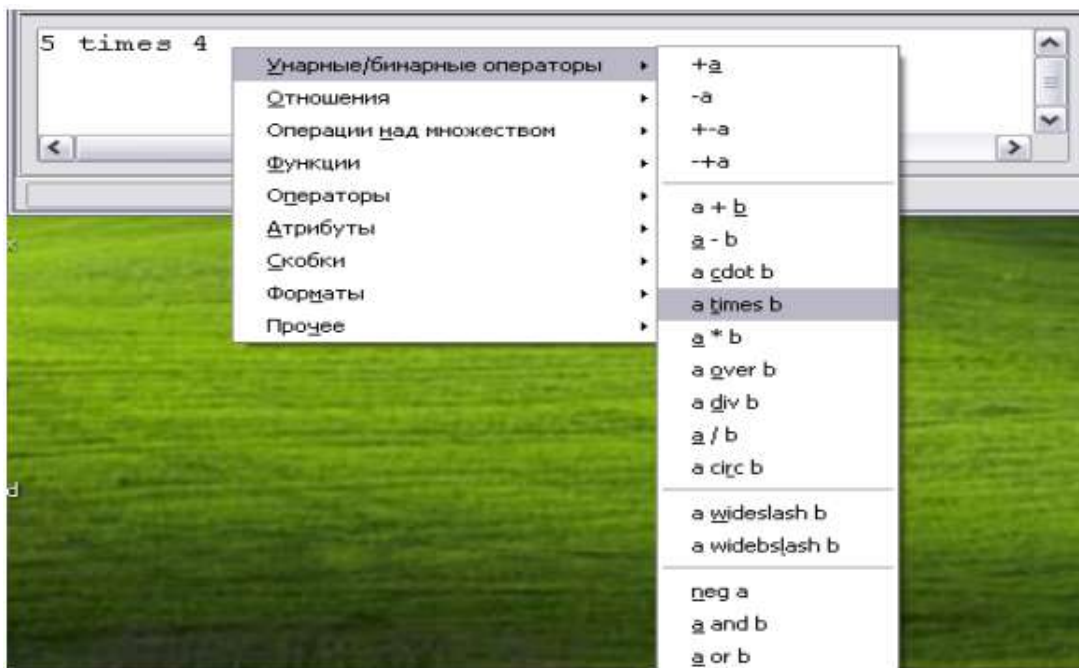 5 times 4
Унарные/бинарные операторы
Отношения
Операции над множеством
Функции
Операторы
Атрибуты
Скобки
Форматы
Прочее
+a
-a
+-a
-+a
a + b
a - b
a cdot b
a times b
a * b
a over b
a div b
a / b
a circ b
a wideslash b
a widebslash b
neg a
a and b
a or b